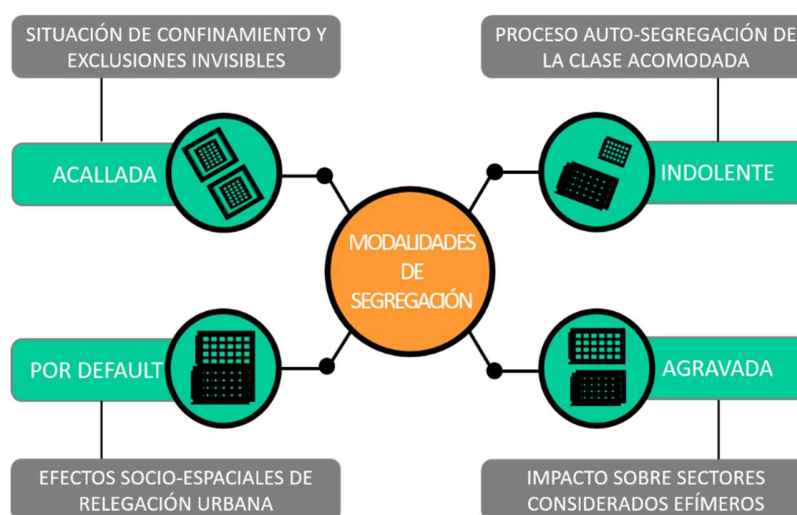 SITUACIÓN DE CONFINAMIENTO Y
EXCLUSIONES INVISIBLES
ACALLADA
PROCESO AUTO-SEGREGACIÓN DE
LA CLASE ACOMODADA
INDOLENTE
MODALIDADES
DE
SEGREGACIÓN
POR DEFAULT
EFECTOS SOCIO-ESPACIALES DE
RELEGACIÓN URBANA
AGRAVADA
IMPACTO SOBRE SECTORES
CONSIDERADOS EFÍMEROS